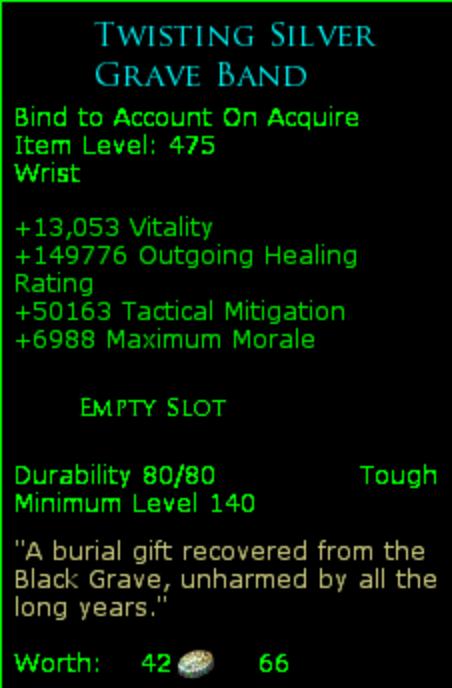 Twisting Silver
Grave Band
Bind to Account On Acquire
Item Level: 475
Wrist
+13,053 Vitality
+149776 Outgoing Healing
Rating
+50163 Tactical Mitigation
+6988 Maximum Morale
Empty Slot
Durability 80/80 Tough
Minimum Level 140
"A burial gift recovered from the
Black Grave, unharmed by all the
long years."
Worth: 42 66